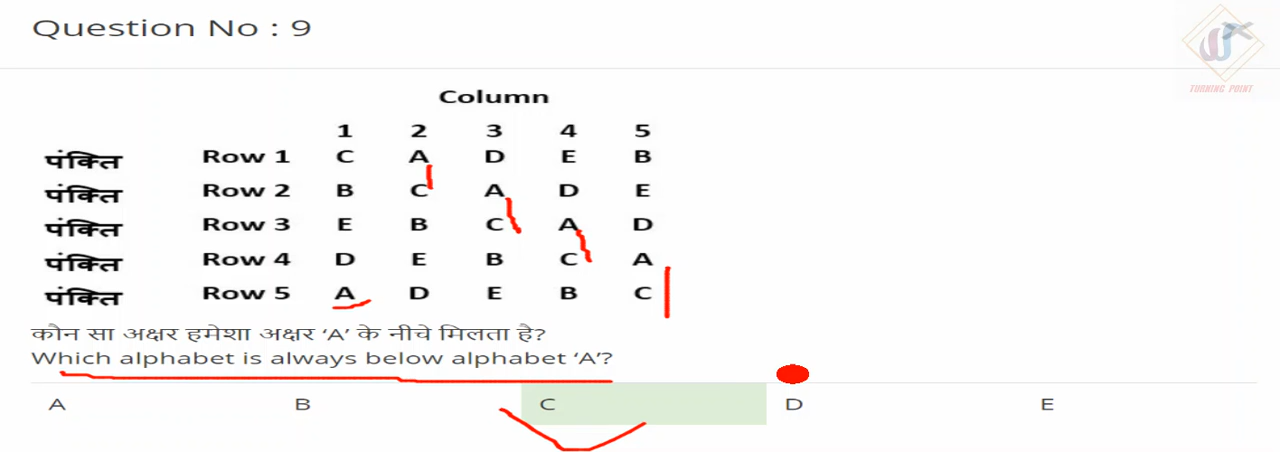 Question No : 9
TURNING POINT
Column
1 2 3 4 5
पंक्ति Row 1 C A D E B
पंक्ति Row 2 B C A D E
पंक्ति Row 3 E B C A D
पंक्ति Row 4 D E B C A
पंक्ति Row 5 A D E B C
कौन सा अक्षर हमेशा अक्षर ‘A’ के नीचे मिलता है?
Which alphabet is always below alphabet ‘A’?
A B C D E